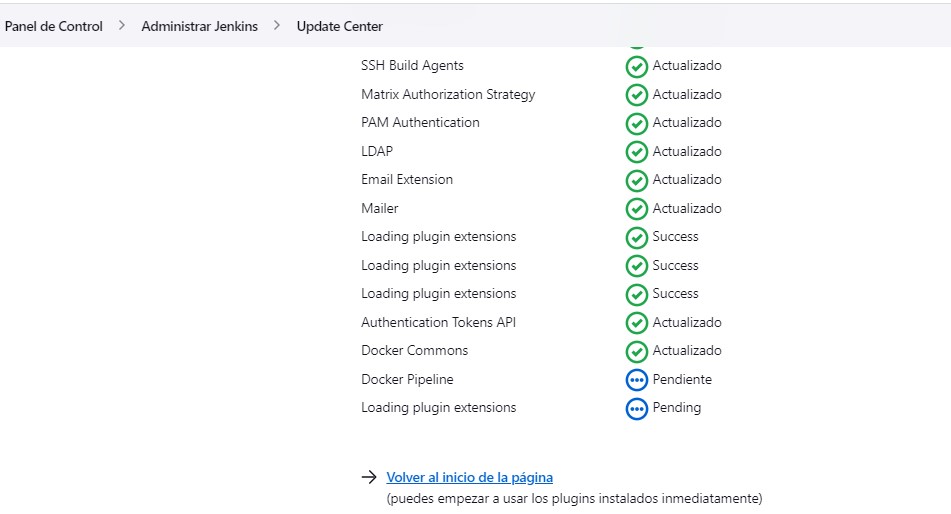 Panel de Control > Administrar Jenkins > Update Center
SSH Build Agents Actualizado
Matrix Authorization Strategy Actualizado
PAM Authentication Actualizado
LDAP Actualizado
Email Extension Actualizado
Mailer Actualizado
Loading plugin extensions Success
Loading plugin extensions Success
Loading plugin extensions Success
Authentication Tokens API Actualizado
Docker Commons Actualizado
Docker Pipeline Pendiente
Loading plugin extensions Pending
Volver al inicio de la página
(puedes empezar a usar los plugins instalados inmediatamente)